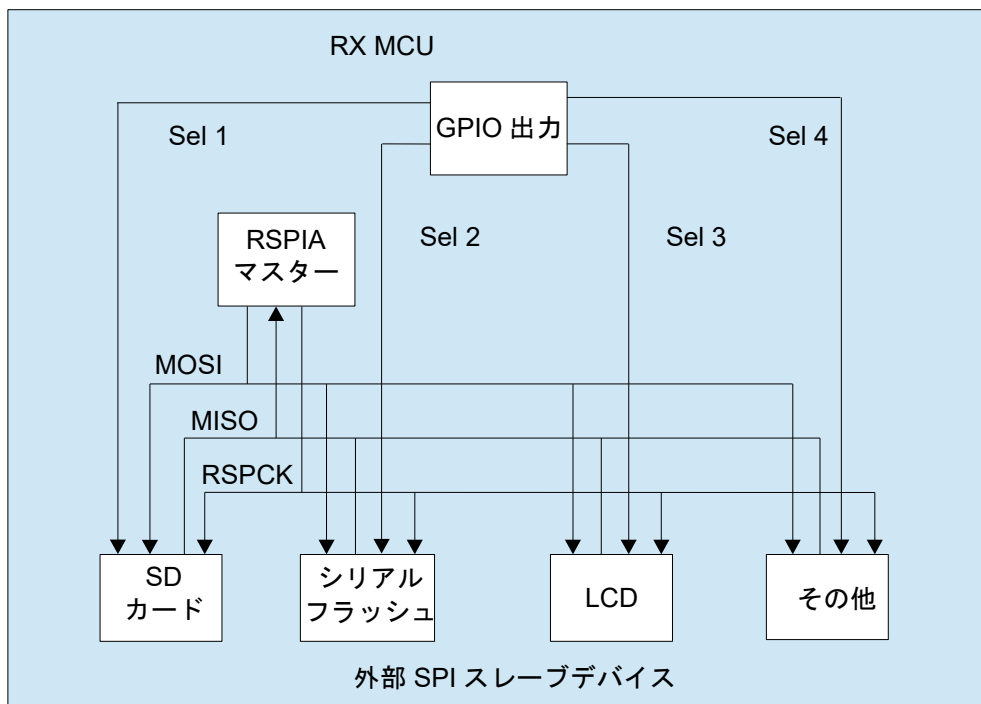 RX MCU
GPIO 出力
Sel 1
Sel 4
RSPIA
マスター
Sel 2
Sel 3
MOSI
MISO
RSPCK
SD
カード
シリアル
フラッシュ
LCD
その他
外部 SPI スレーブデバイス